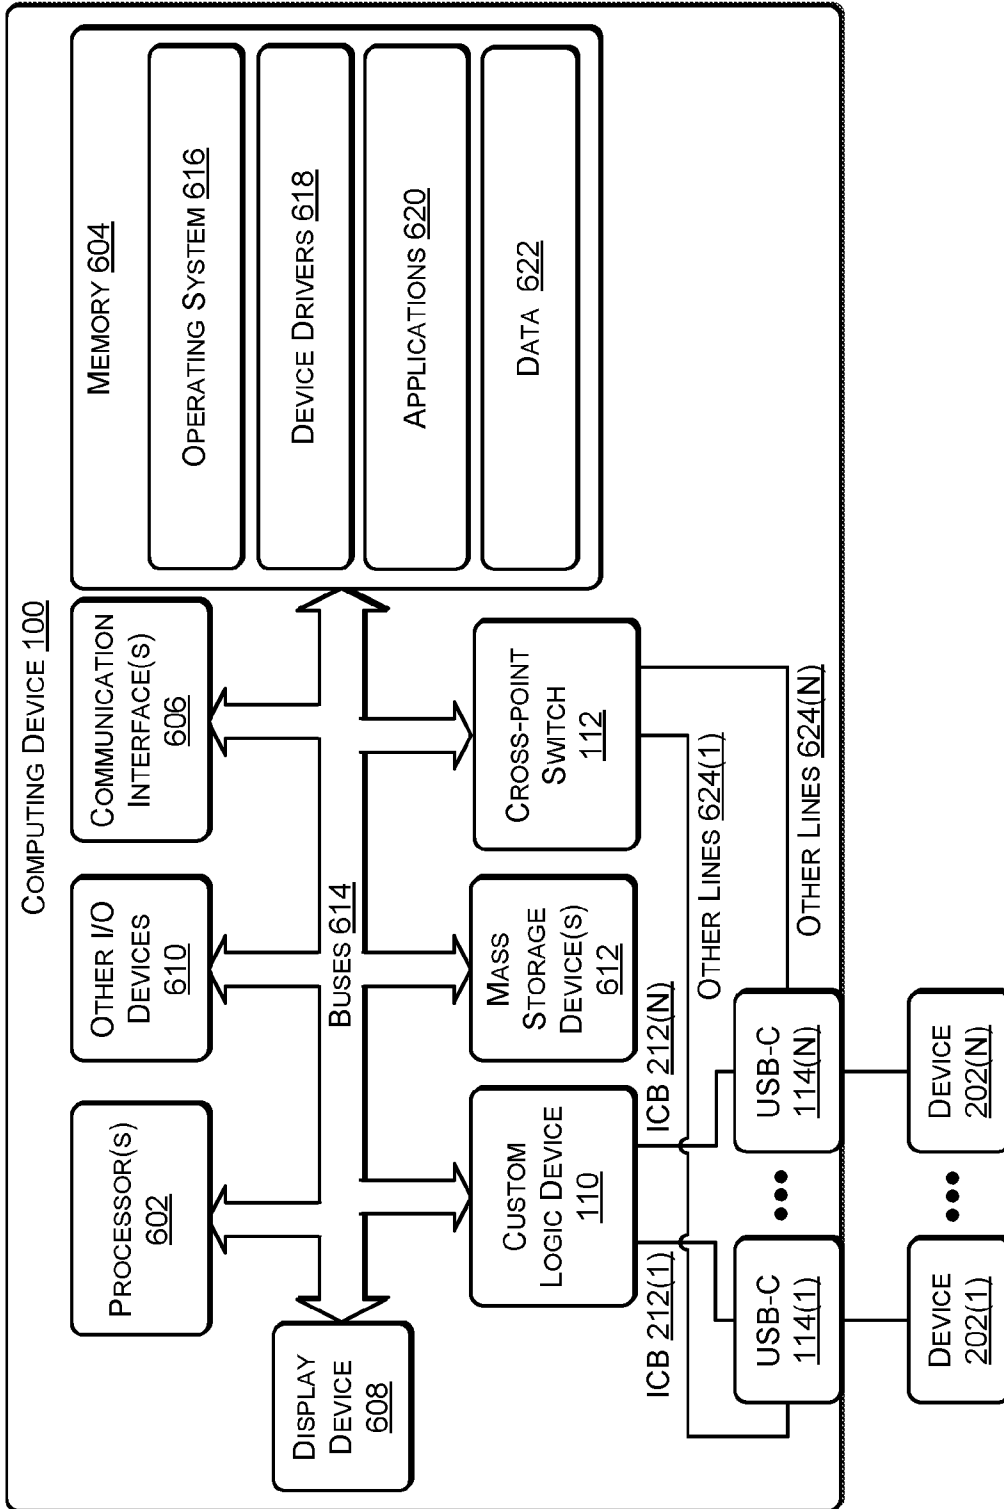 COMPUTING DEVICE 100
PROCESSOR(S)
602
OTHER I/O
DEVICES
610
COMMUNICATION
INTERFACE(S)
606
MEMORY 604
OPERATING SYSTEM 616
DEVICE DRIVERS 618
APPLICATIONS 620
DATA 622
DISPLAY
DEVICE
608
BUSES 614
CUSTOM
LOGIC DEVICE
110
MASS
STORAGE
DEVICE(S)
612
CROSS-POINT
SWITCH
112
ICB 212(1)
ICB 212(N)
OTHER LINES 624(1)
OTHER LINES 624(N)
USB-C
114(1)
USB-C
114(N)
DEVICE
202(1)
DEVICE
202(N)